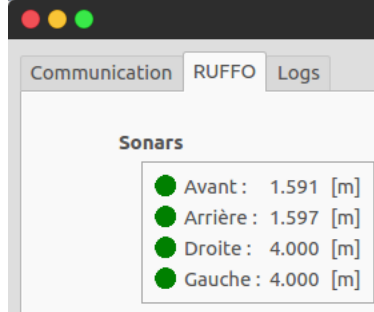 Communication RUFFO Logs
Sonars
Avant : 1.591 [m]
Arrière : 1.597 [m]
Droite : 4.000 [m]
Gauche : 4.000 [m]